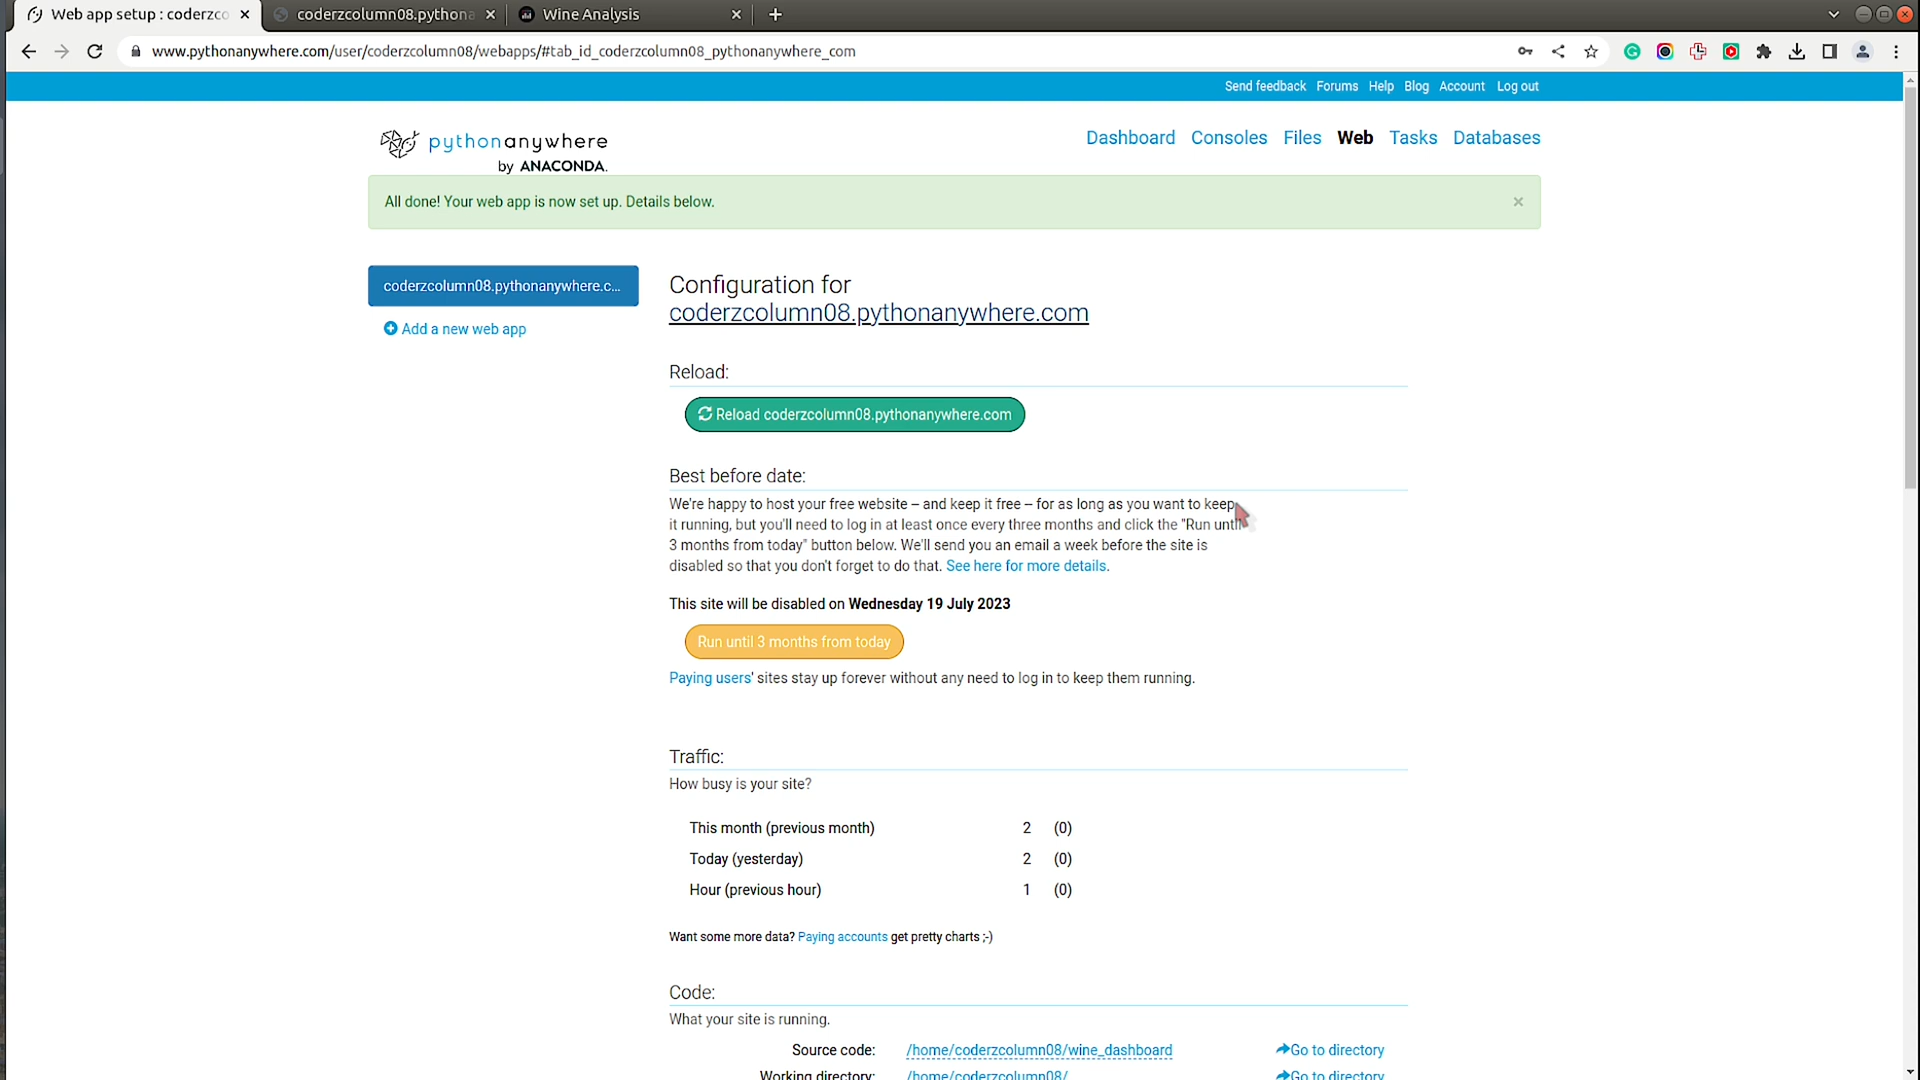 Web app setup : coderzco
coderzcolumn08.pythona
Wine Analysis
www.pythonanywhere.com/user/coderzcolumn08/webapps/#tab_id_coderzcolumn08_pythonanywhere_com
Send feedback Forums Help Blog Account Log out
pythonanywhere
by ANACONDA.
Dashboard Consoles Files Web Tasks Databases
All done! Your web app is now set up. Details below.
coderzcolumn08.pythonanywhere.c...
Add a new web app
Configuration for
coderzcolumn08.pythonanywhere.com
Reload:
Reload coderzcolumn08.pythonanywhere.com
Best before date:
We're happy to host your free website – and keep it free – for as long as you want to keep
it running, but you'll need to log in at least once every three months and click the "Run until
3 months from today" button below. We'll send you an email a week before the site is
disabled so that you don't forget to do that. See here for more details.
This site will be disabled on Wednesday 19 July 2023
Run until 3 months from today
Paying users' sites stay up forever without any need to log in to keep them running.
Traffic:
How busy is your site?
This month (previous month) 2 (0)
Today (yesterday) 2 (0)
Hour (previous hour) 1 (0)
Want some more data? Paying accounts get pretty charts ;-)
Code:
What your site is running.
Source code: /home/coderzcolumn08/wine_dashboard Go to directory
Working directory: /home/coderzcolumn08/ Go to directory